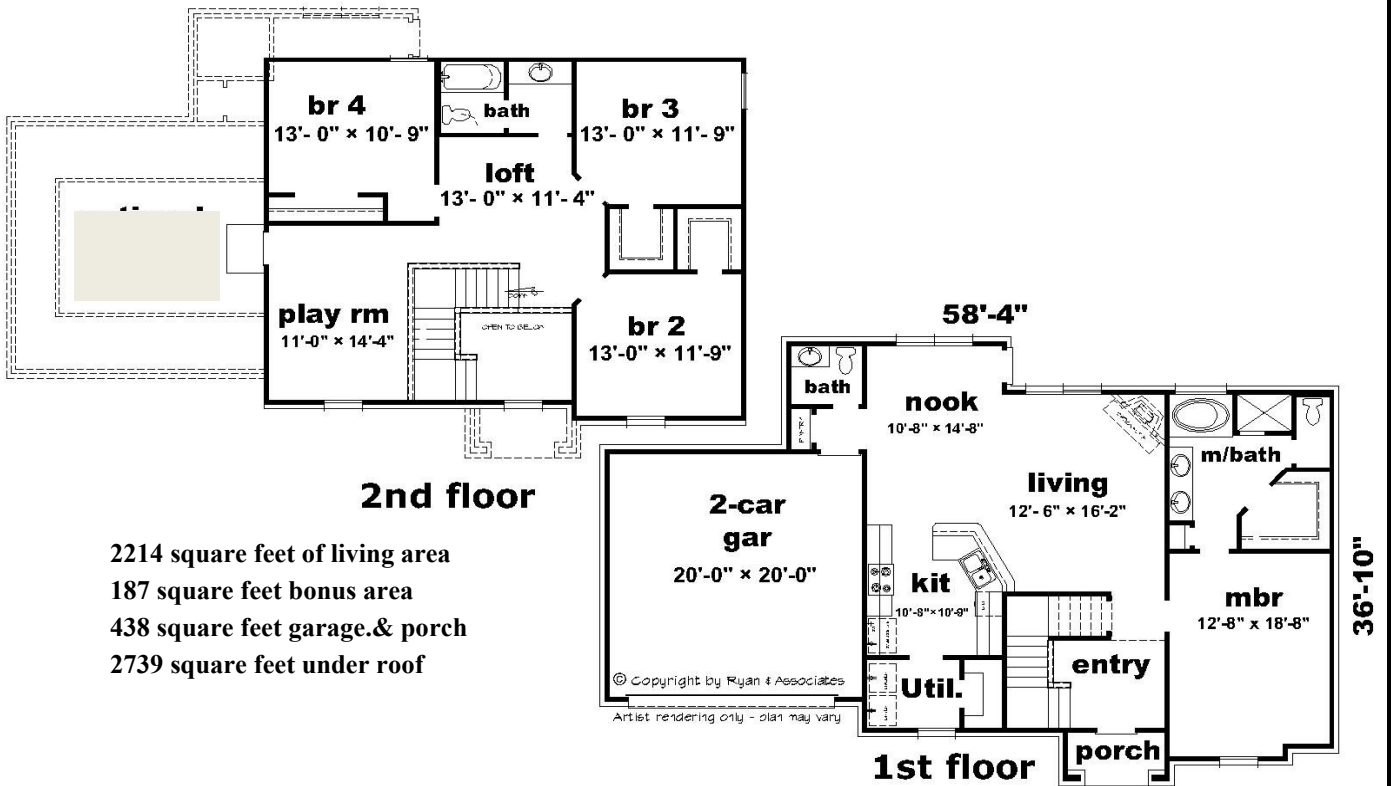 br 4
13'- 0" × 10'- 9"
bath
br 3
13'- 0" × 11'- 9"
loft
13'- 0" × 11'- 4"
play rm
11'-0" × 14'-4"
OPEN TO BELOW
br 2
13'-0" × 11'-9"
2nd floor
2214 square feet of living area
187 square feet bonus area
438 square feet garage.& porch
2739 square feet under roof
58'-4"
bath
nook
10'-8" × 14'-8"
m/bath
living
12'- 6" × 16'-2"
2-car
gar
20'-0" × 20'-0"
kit
10'-8"×10'-9"
mbr
12'-8" x 18'-8"
36'-10"
entry
Util.
© Copyright by Ryan & Associates
Artist rendering only - plan may vary
porch
1st floor